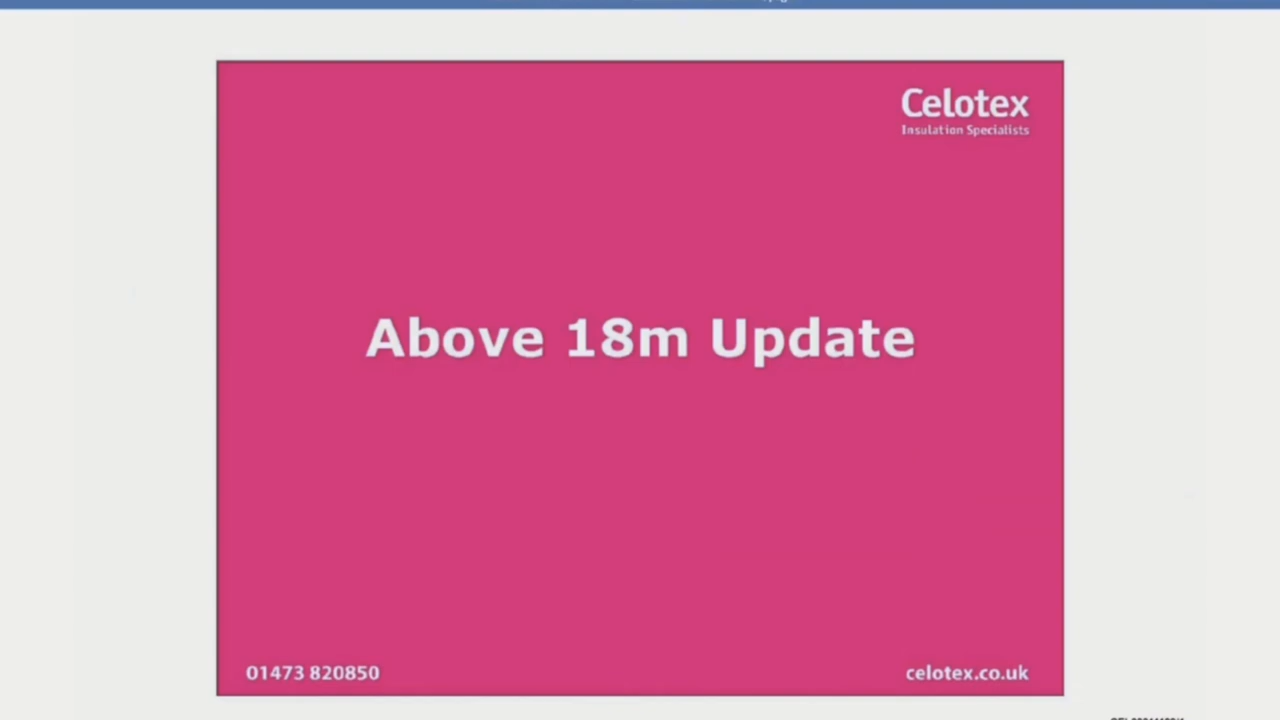 Celotex
Insulation Specialists
Above 18m Update
01473 820850
celotex.co.uk